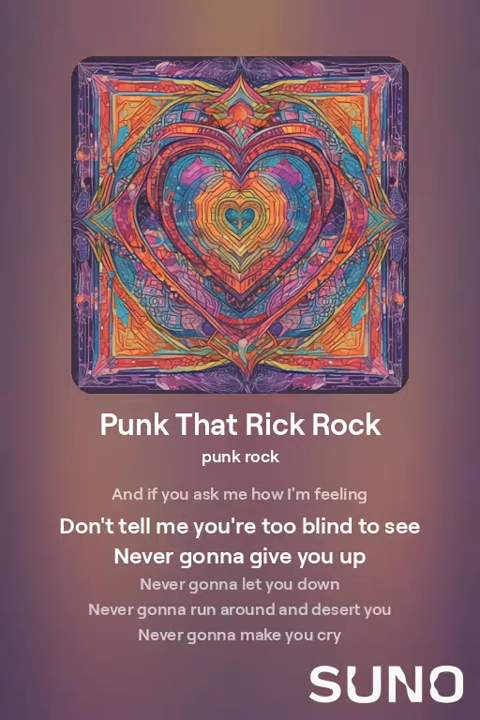 Punk That Rick Rock
punk rock
And if you ask me how I'm feeling
Don't tell me you're too blind to see
Never gonna give you up
Never gonna let you down
Never gonna run around and desert you
Never gonna make you cry
SUNO